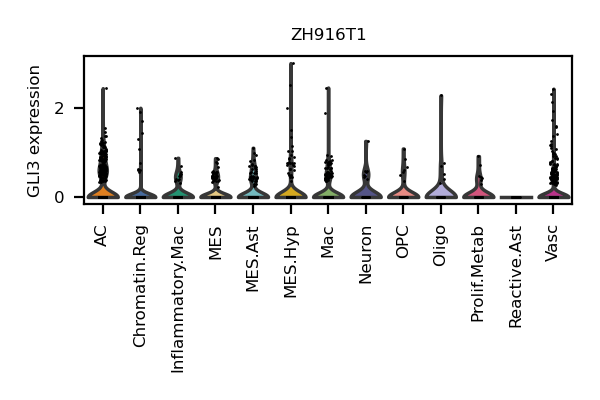 ZH916T1
GLI3 expression
2
0
AC
Chromatin.Reg
Inflammatory.Mac
MES
MES.Ast
MES.Hyp
Mac
Neuron
OPC
Oligo
Prolif.Metab
Reactive.Ast
Vasc